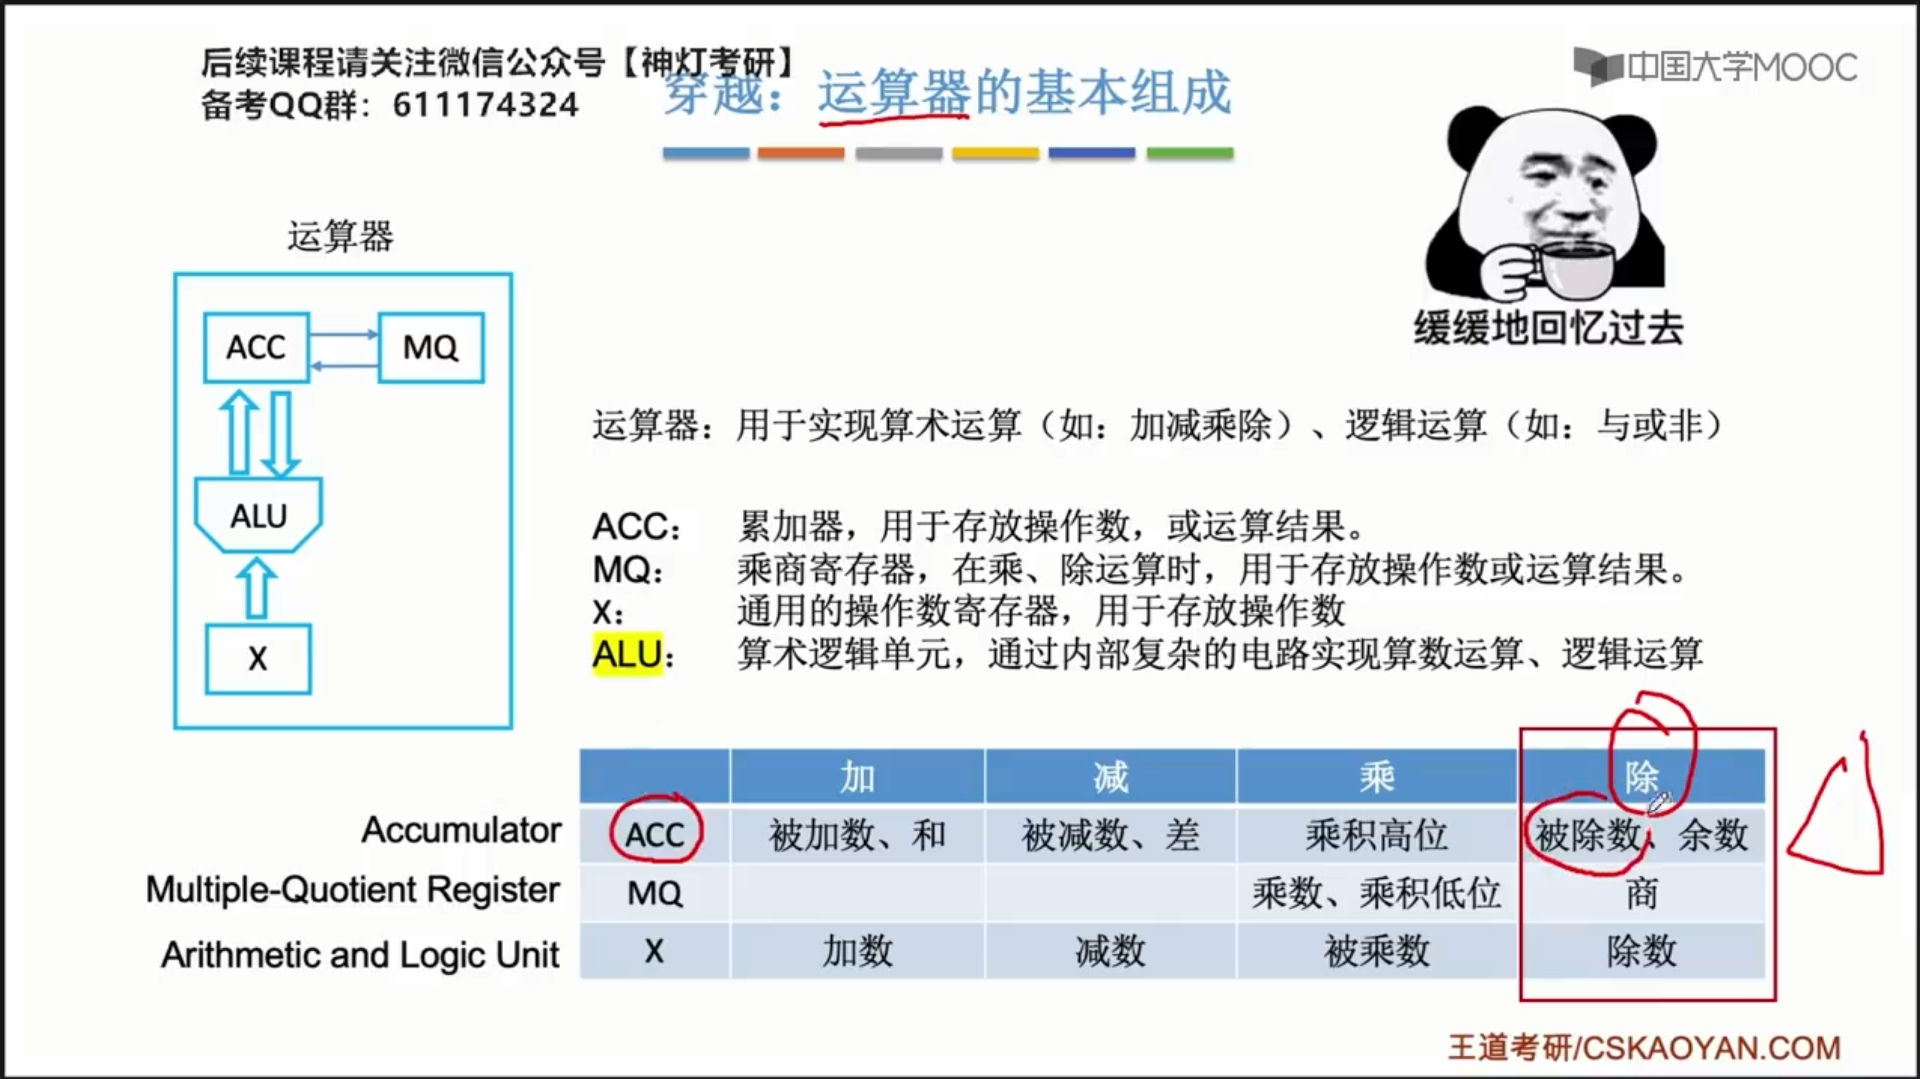 后续课程请关注微信公众号【神灯考研】
备考QQ群：611174324
穿越：运算器的基本组成
中国大学MOOC
缓缓地回忆过去
运算器
ACC
MQ
ALU
X
运算器：用于实现算术运算（如：加减乘除）、逻辑运算（如：与或非）
ACC： 累加器，用于存放操作数，或运算结果。
MQ： 乘商寄存器，在乘、除运算时，用于存放操作数或运算结果。
X： 通用的操作数寄存器，用于存放操作数
ALU： 算术逻辑单元，通过内部复杂的电路实现算数运算、逻辑运算
加 减 乘 除
Accumulator ACC 被加数、和 被减数、差 乘积高位 被除数、余数
Multiple-Quotient Register MQ 乘数、乘积低位 商
Arithmetic and Logic Unit X 加数 减数 被乘数 除数
王道考研/CSKAOYAN.COM